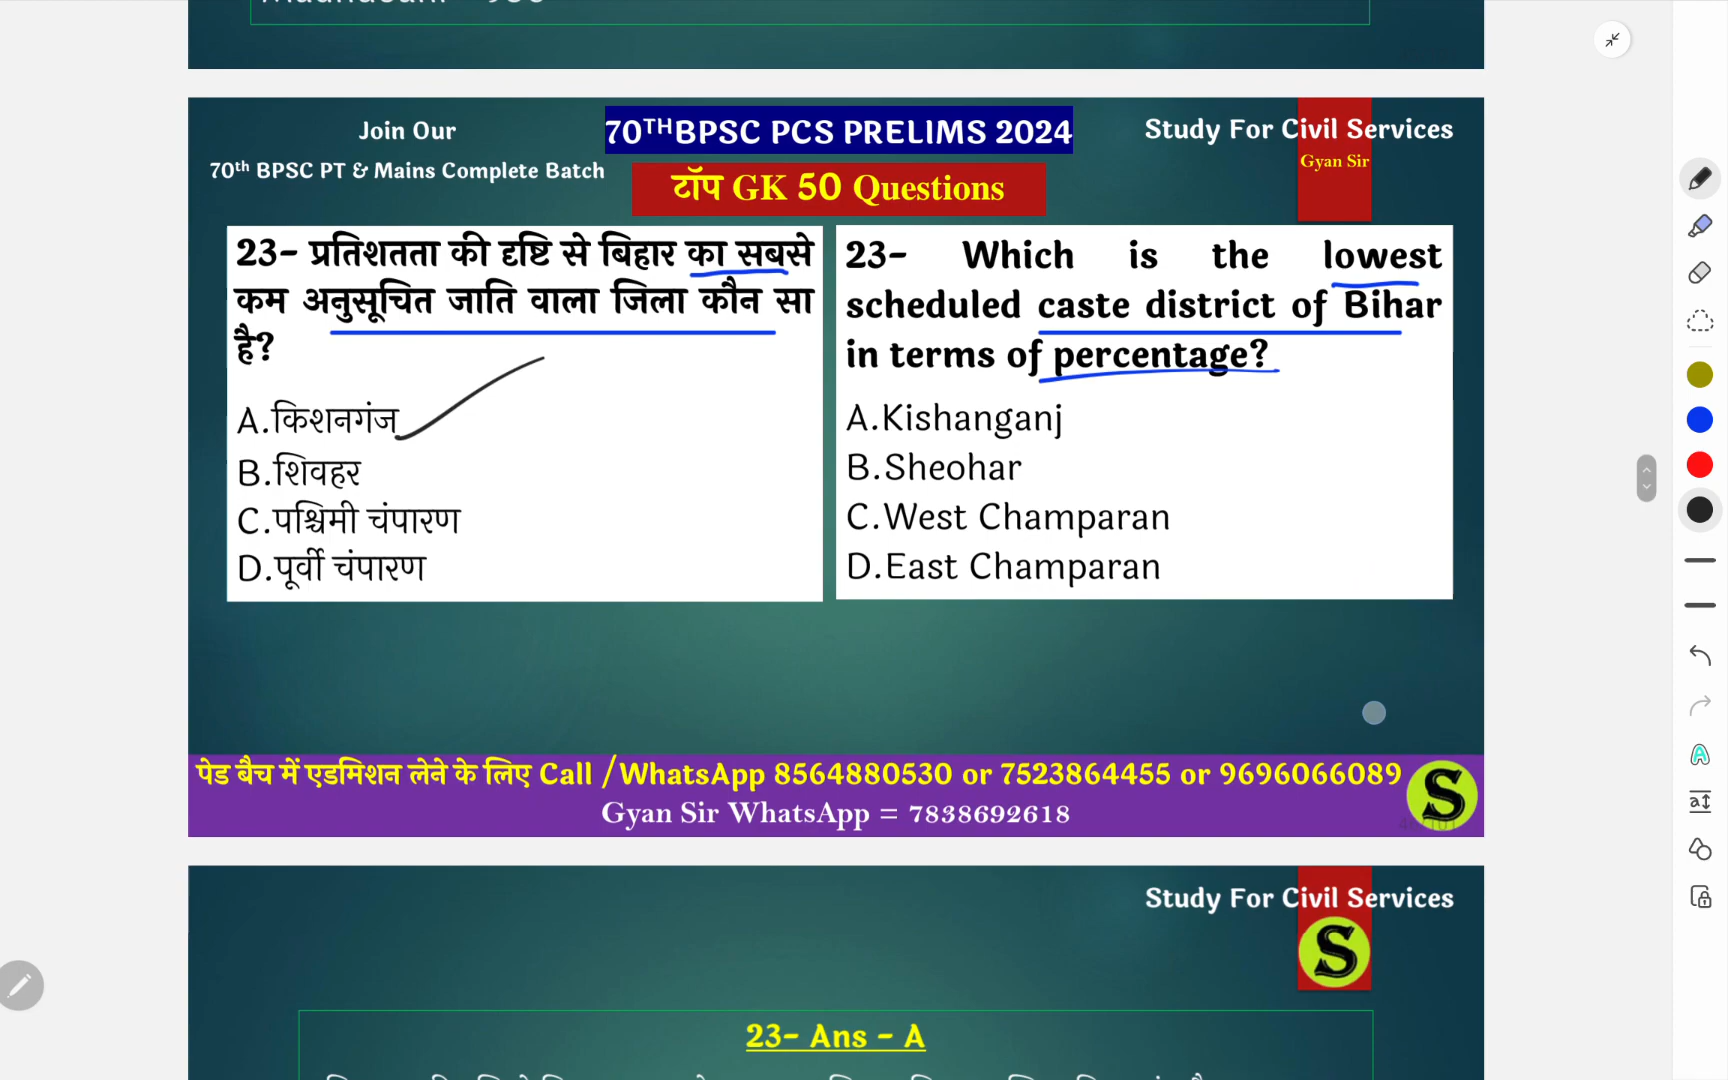 Join Our
70th BPSC PT & Mains Complete Batch
70THBPSC PCS PRELIMS 2024
टॉप GK 50 Questions
Study For Civil Services
Gyan Sir
23- प्रतिशतता की दृष्टि से बिहार का सबसे
कम अनुसूचित जाति वाला जिला कौन सा
है?
A.किशनगंज
B.शिवहर
C.पश्चिमी चंपारण
D.पूर्वी चंपारण
23- Which is the lowest
scheduled caste district of Bihar
in terms of percentage?
A.Kishanganj
B.Sheohar
C.West Champaran
D.East Champaran
पेड बैच में एडमिशन लेने के लिए Call /WhatsApp 8564880530 or 7523864455 or 9696066089
Gyan Sir WhatsApp = 7838692618
S
Study For Civil Services
S
23- Ans - A